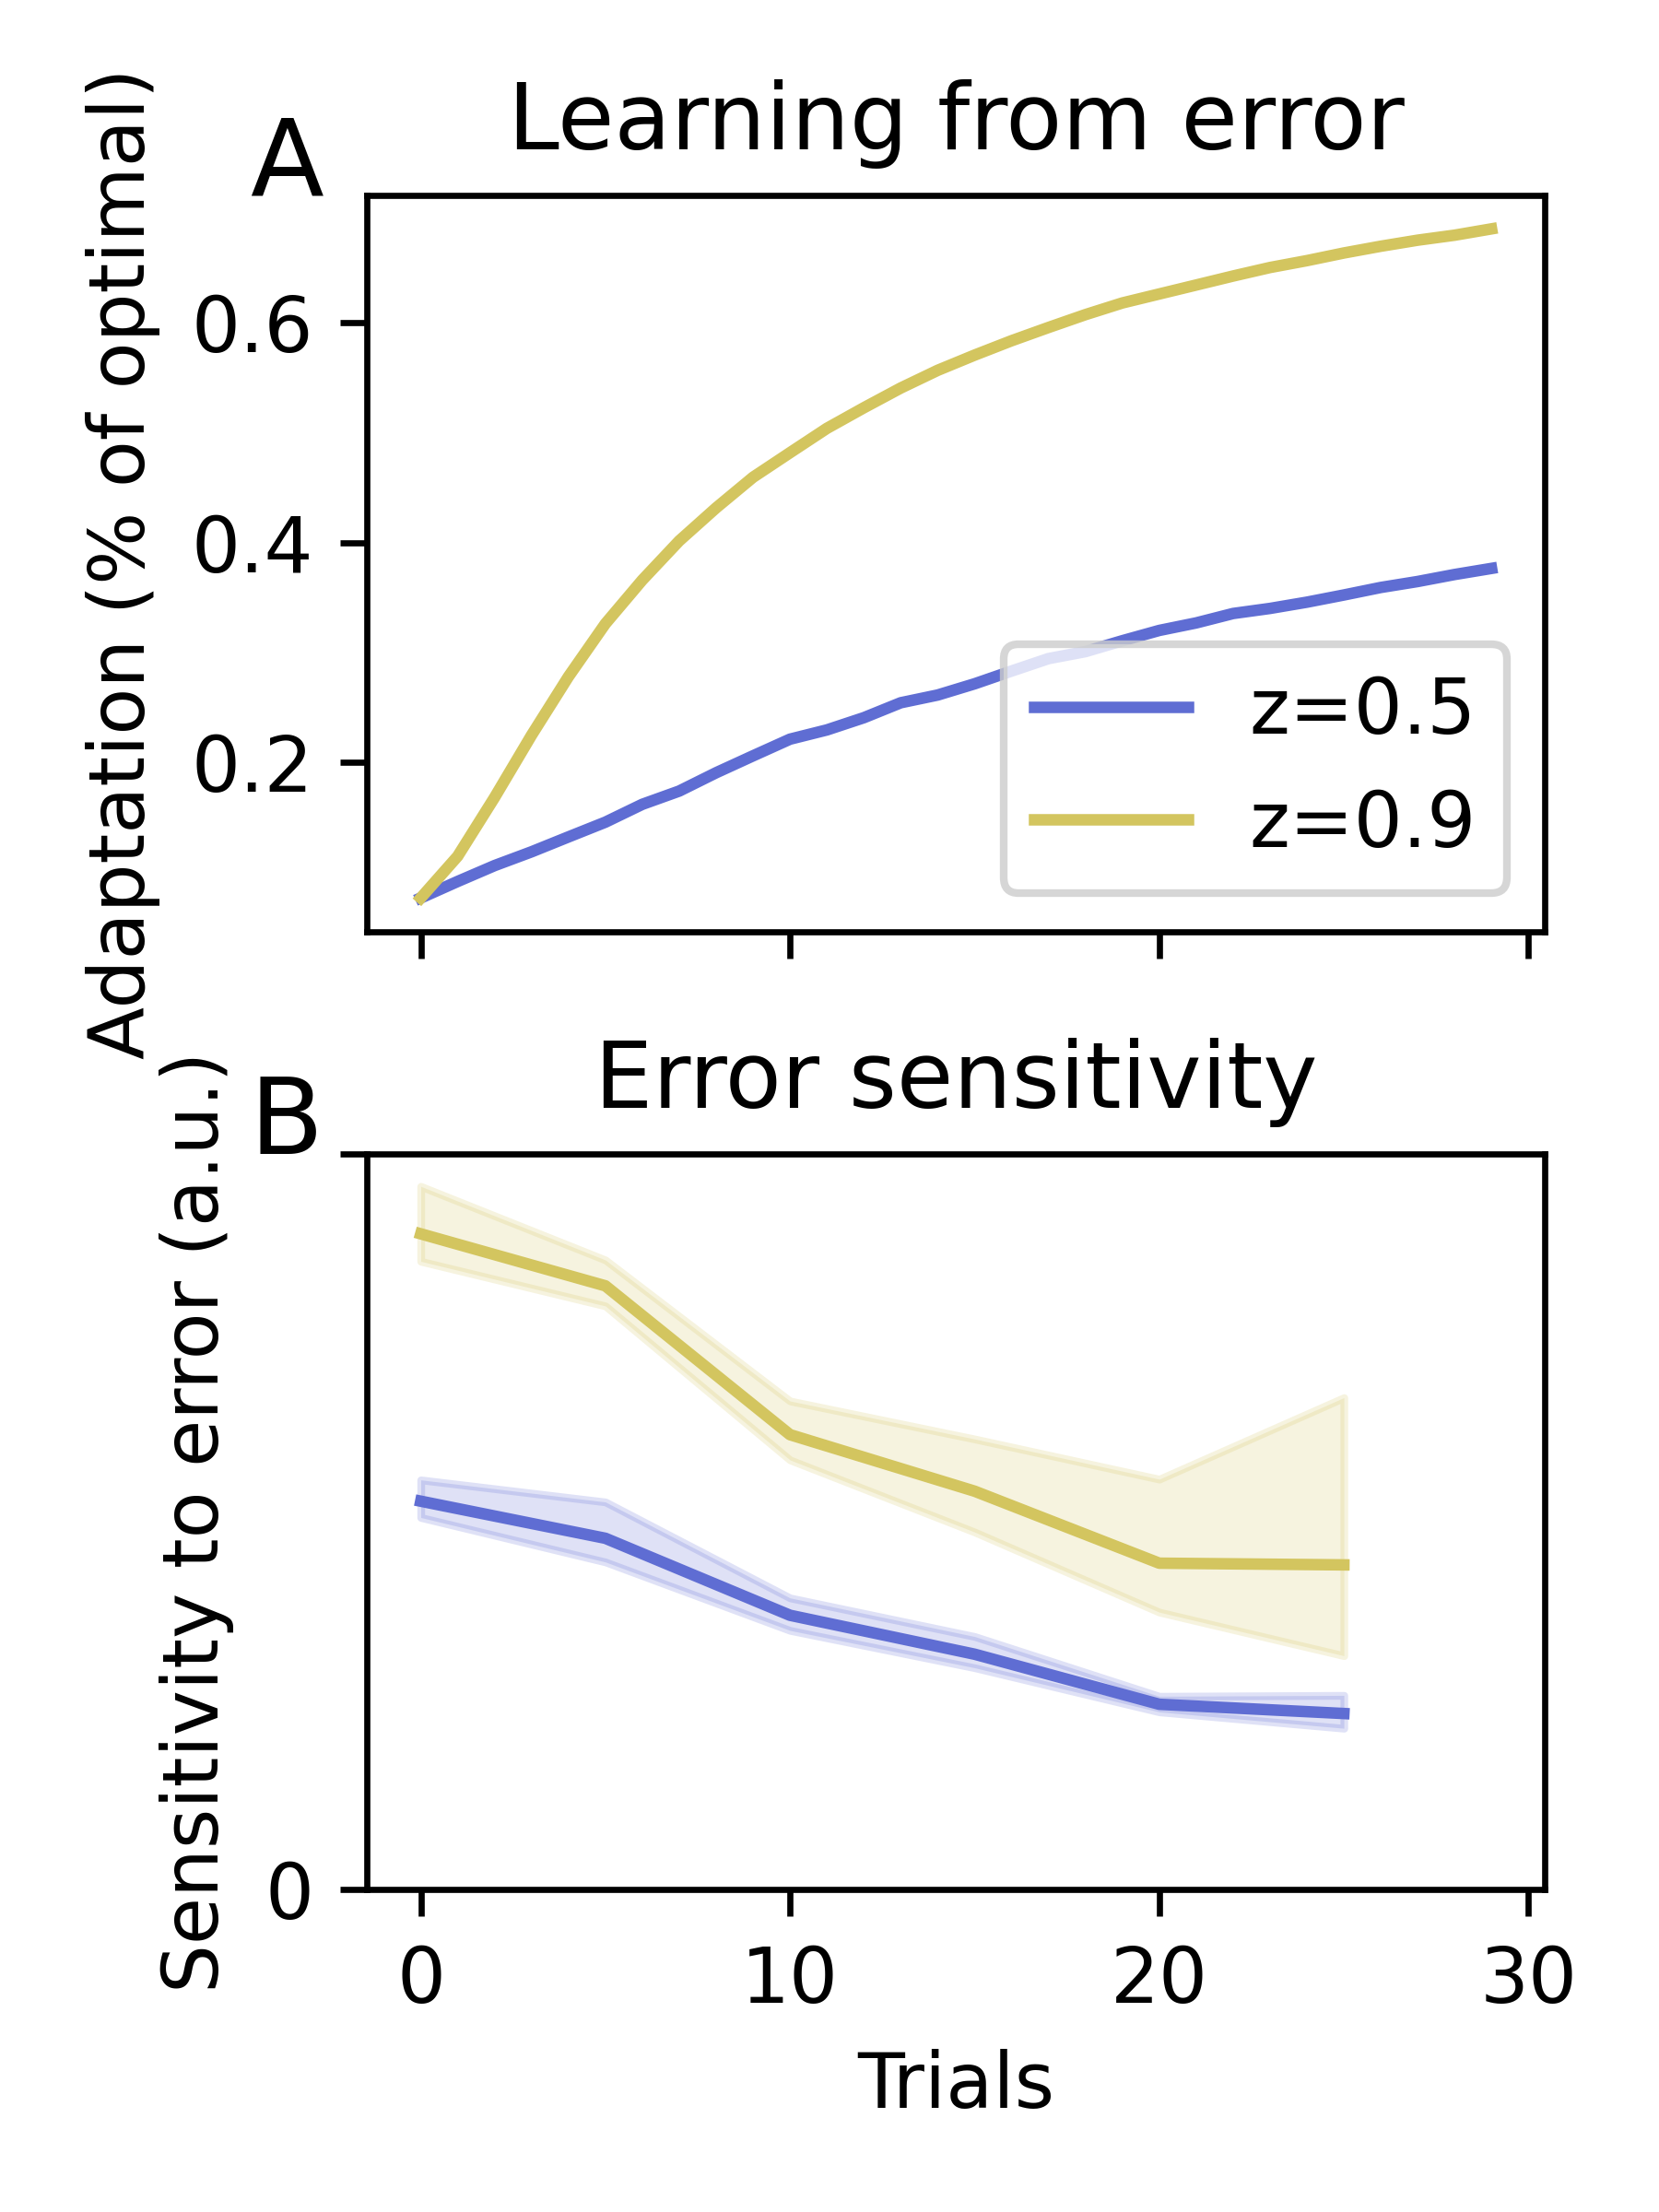 A
Learning from error
Adaptation (% of optimal)
0.6
0.4
0.2
z=0.5
z=0.9
B
Error sensitivity
Sensitivity to error (a.u.)
0
0 10 20 30
Trials